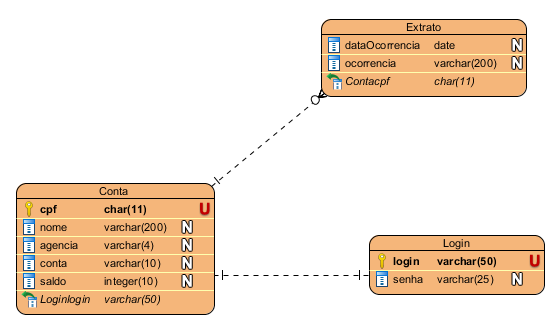 Extrato
dataOcorrencia date N
ocorrencia varchar(200) N
Contacpf char(11)
Conta
cpf char(11) U
nome varchar(200) N
agencia varchar(4) N
conta varchar(10) N
saldo integer(10) N
Loginlogin varchar(50)
Login
login varchar(50) U
senha varchar(25) N